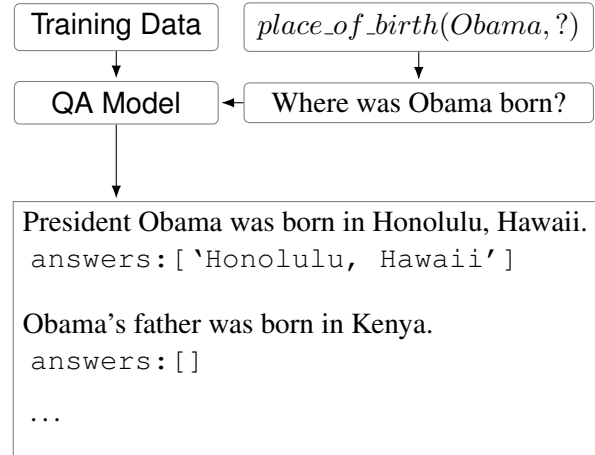 Training Data
place_of_birth(Obama, ?)
QA Model
Where was Obama born?
President Obama was born in Honolulu, Hawaii.
answers:[‘Honolulu, Hawaii’]
Obama’s father was born in Kenya.
answers:[]
...